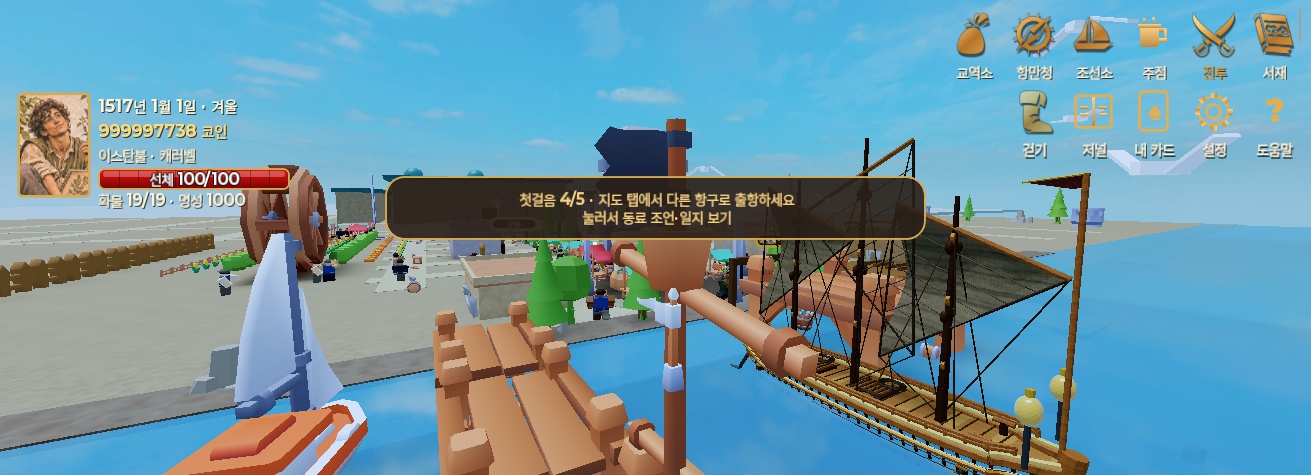 교역소
항만청
조선소
주점
전투
서재
걷기
저널
내 카드
설정
도움말
1517년 1월 1일 · 겨울
999997738 코인
이스탄불 · 캐러벨
선체 100/100
화물 19/19 · 명성 1000
첫걸음 4/5 · 지도 탭에서 다른 항구로 출항하세요
눌러서 동료 조언·일지 보기